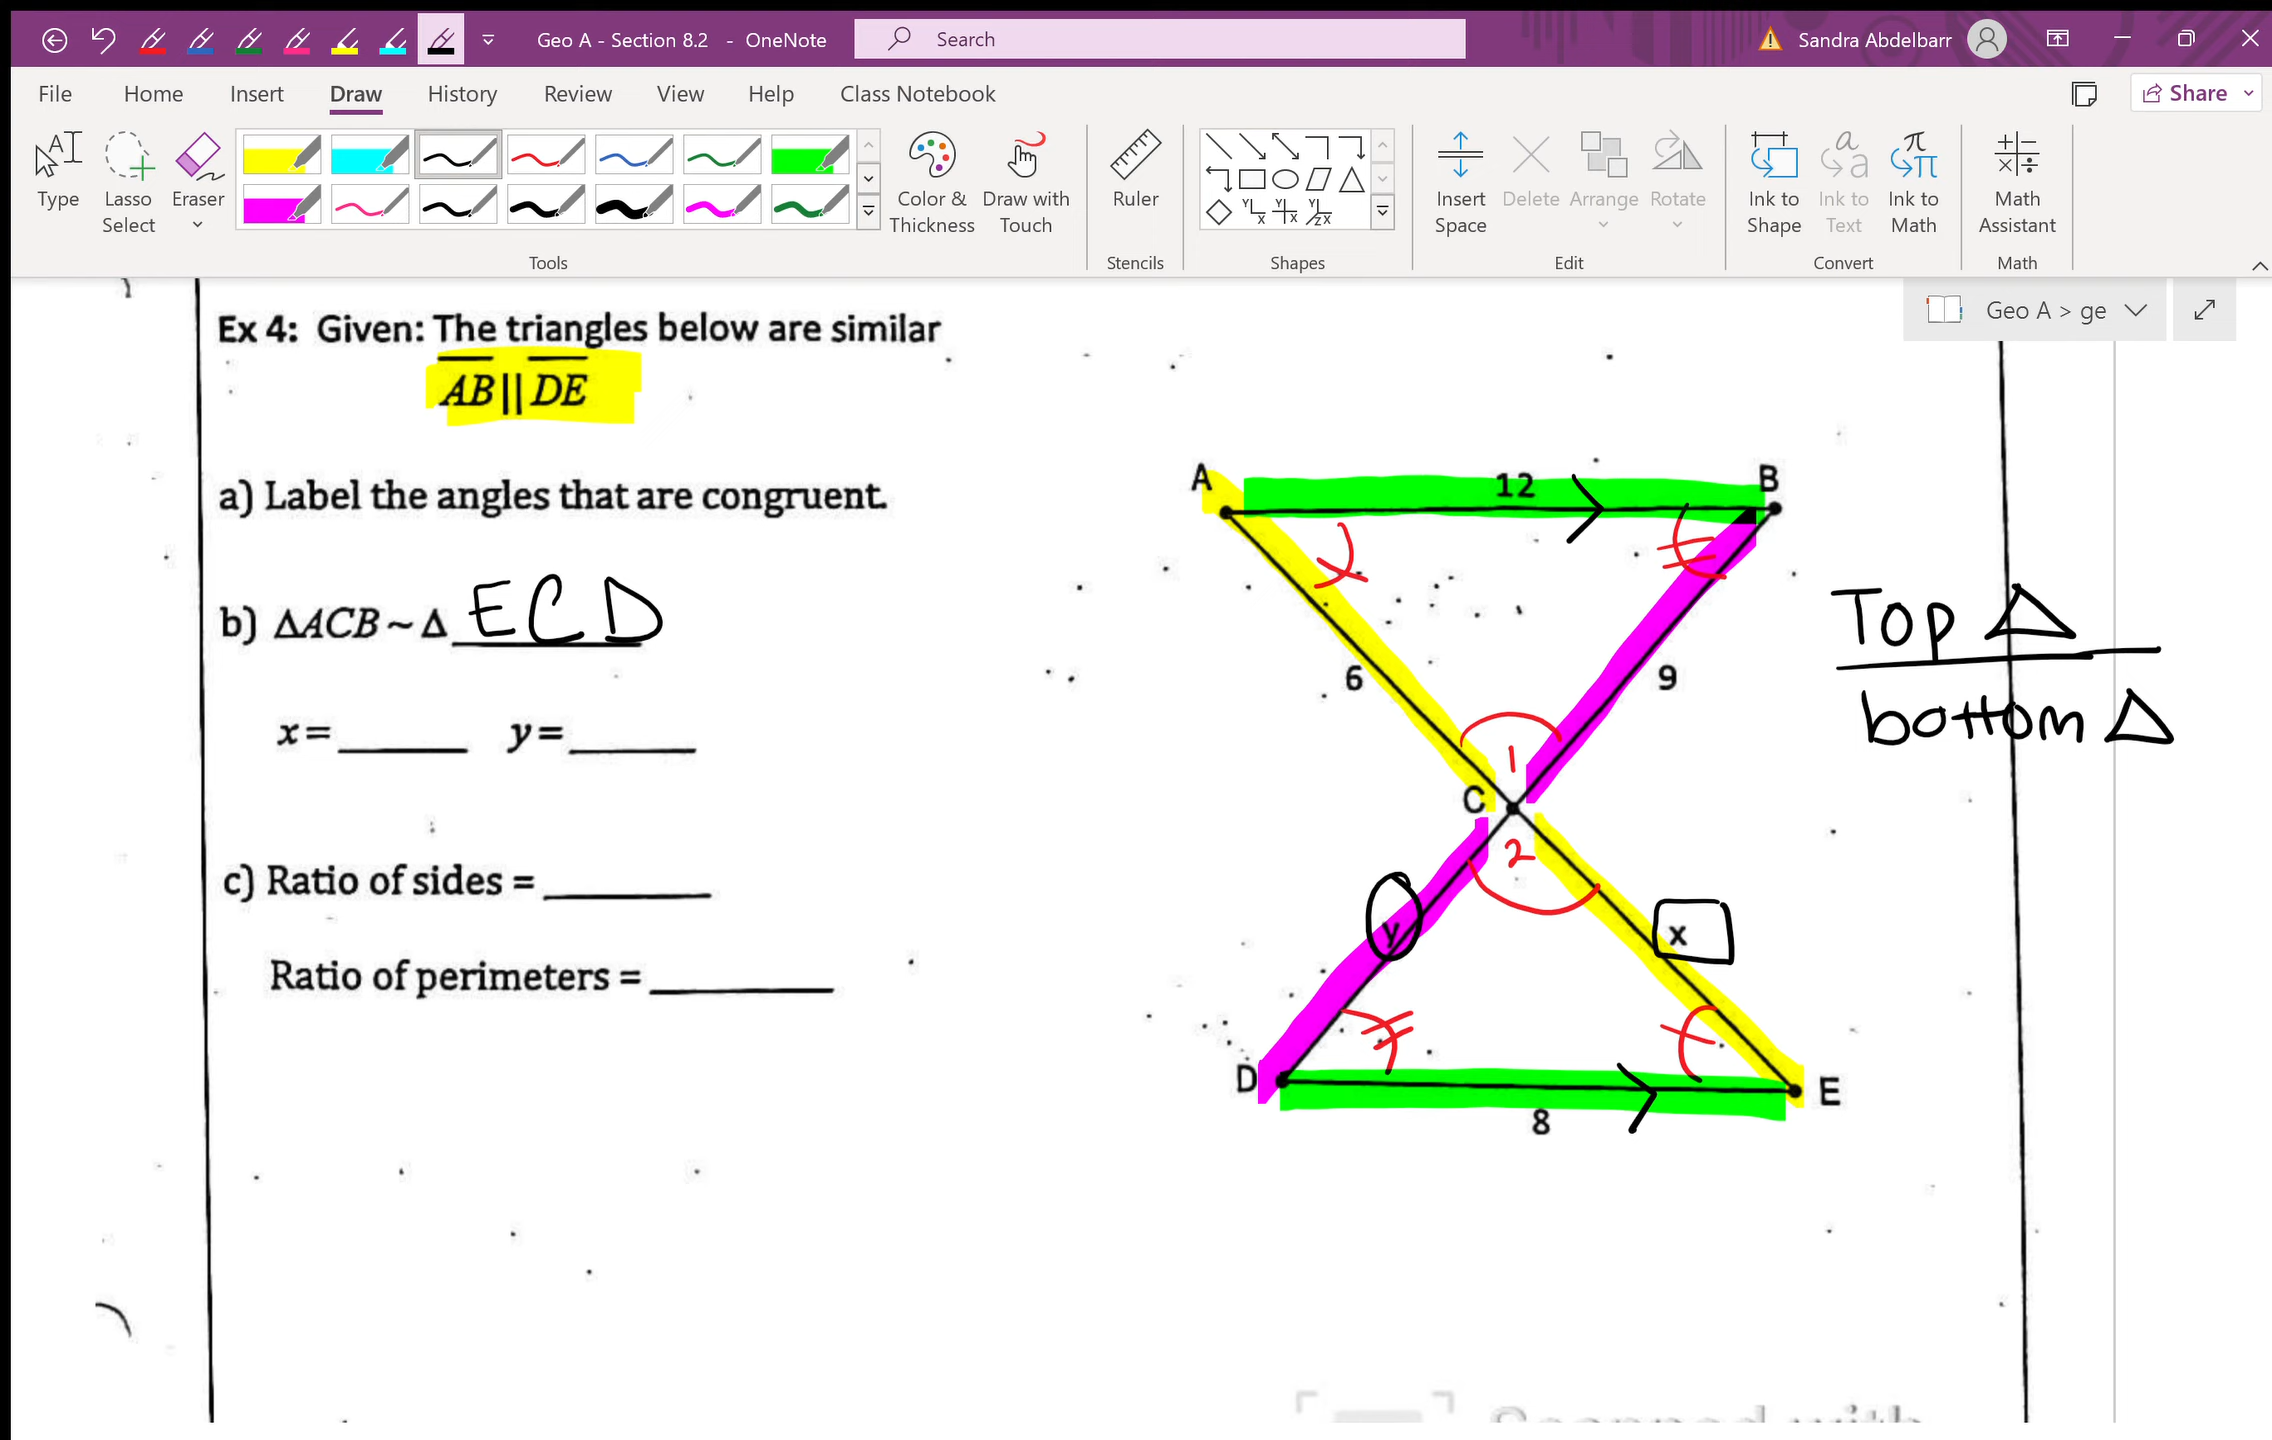 Geo A - Section 8.2 - OneNote
Search
Sandra Abdelbarr
File Home Insert Draw History Review View Help Class Notebook
Share
Type
Lasso Select
Eraser
Color & Thickness
Draw with Touch
Ruler
Insert Space
Delete
Arrange
Rotate
Ink to Shape
Ink to Text
Ink to Math
Math Assistant
Tools
Stencils
Shapes
Edit
Convert
Math
Geo A > ge
Ex 4: Given: The triangles below are similar
AB || DE
a) Label the angles that are congruent.
b) ΔACB ~ Δ ECD
x= ______ y= ______
c) Ratio of sides = ______
Ratio of perimeters = ______
A
12
B
6
9
1
C
2
y
x
D
8
E
Top Δ
bottom Δ